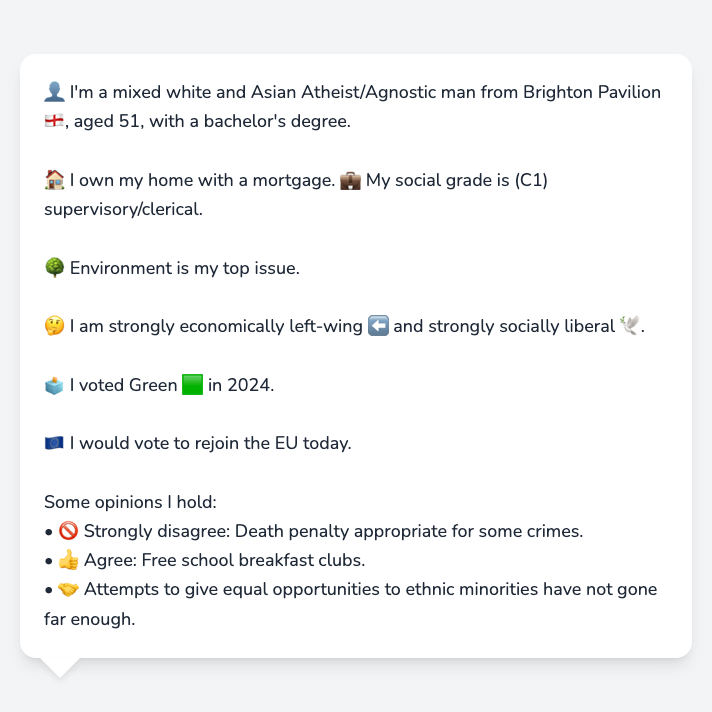 👤 I'm a mixed white and Asian Atheist/Agnostic man from Brighton Pavilion
🏴󠁧󠁢󠁥󠁮󠁧󠁿, aged 51, with a bachelor's degree.
🏠 I own my home with a mortgage. 💼 My social grade is (C1)
supervisory/clerical.
🌳 Environment is my top issue.
🤔 I am strongly economically left-wing ⬅️ and strongly socially liberal 🕊️.
🗳️ I voted Green 🟩 in 2024.
🇪🇺 I would vote to rejoin the EU today.
Some opinions I hold:
• 🚫 Strongly disagree: Death penalty appropriate for some crimes.
• 👍 Agree: Free school breakfast clubs.
• 🤝 Attempts to give equal opportunities to ethnic minorities have not gone
far enough.